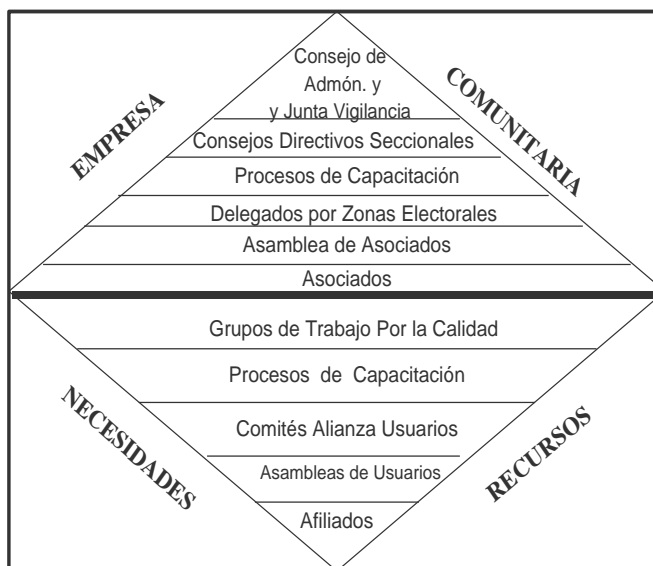 Consejo de
Admón. y
y Junta Vigilancia
EMPRESA
COMUNITARIA
Consejos Directivos Seccionales
Procesos de Capacitación
Delegados por Zonas Electorales
Asamblea de Asociados
Asociados
Grupos de Trabajo Por la Calidad
Procesos de Capacitación
NECESIDADES
RECURSOS
Comités Alianza Usuarios
Asambleas de Usuarios
Afiliados